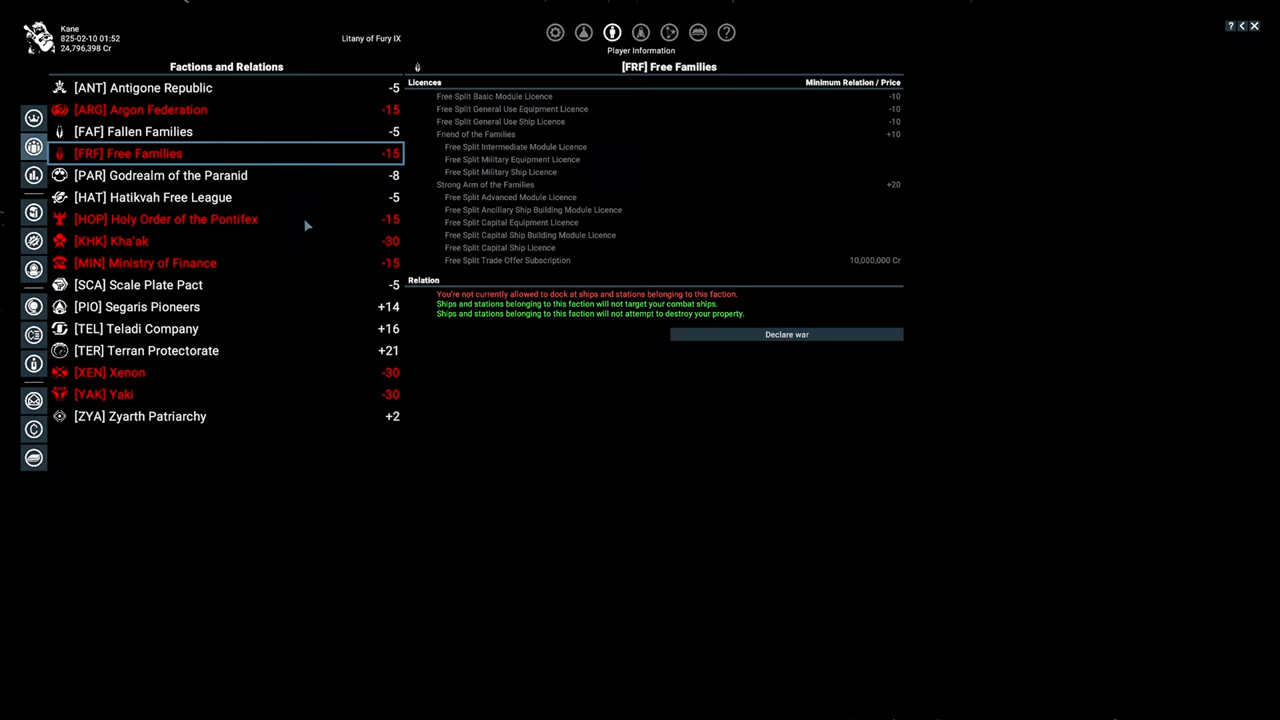 Kane
825-02-10 01:52
24,796,398 Cr
Litany of Fury IX
?
Player Information
? < X
Factions and Relations
[ANT] Antigone Republic -5
[ARG] Argon Federation -15
[FAF] Fallen Families -5
[FRF] Free Families -15
[PAR] Godrealm of the Paranid -8
[HAT] Hatikvah Free League -5
[HOP] Holy Order of the Pontifex -15
[KHK] Kha'ak -30
[MIN] Ministry of Finance -15
[SCA] Scale Plate Pact -5
[PIO] Segaris Pioneers +14
[TEL] Teladi Company +16
[TER] Terran Protectorate +21
[XEN] Xenon -30
[YAK] Yaki -30
[ZYA] Zyarth Patriarchy +2
[FRF] Free Families
Licences Minimum Relation / Price
Free Split Basic Module Licence -10
Free Split General Use Equipment Licence -10
Free Split General Use Ship Licence -10
Friend of the Families +10
Free Split Intermediate Module Licence
Free Split Military Equipment Licence
Free Split Military Ship Licence
Strong Arm of the Families +20
Free Split Advanced Module Licence
Free Split Ancillary Ship Building Module Licence
Free Split Capital Equipment Licence
Free Split Capital Ship Building Module Licence
Free Split Capital Ship Licence
Free Split Trade Offer Subscription 10,000,000 Cr
Relation
You're not currently allowed to dock at ships and stations belonging to this faction.
Ships and stations belonging to this faction will not target your combat ships.
Ships and stations belonging to this faction will not attempt to destroy your property.
Declare war